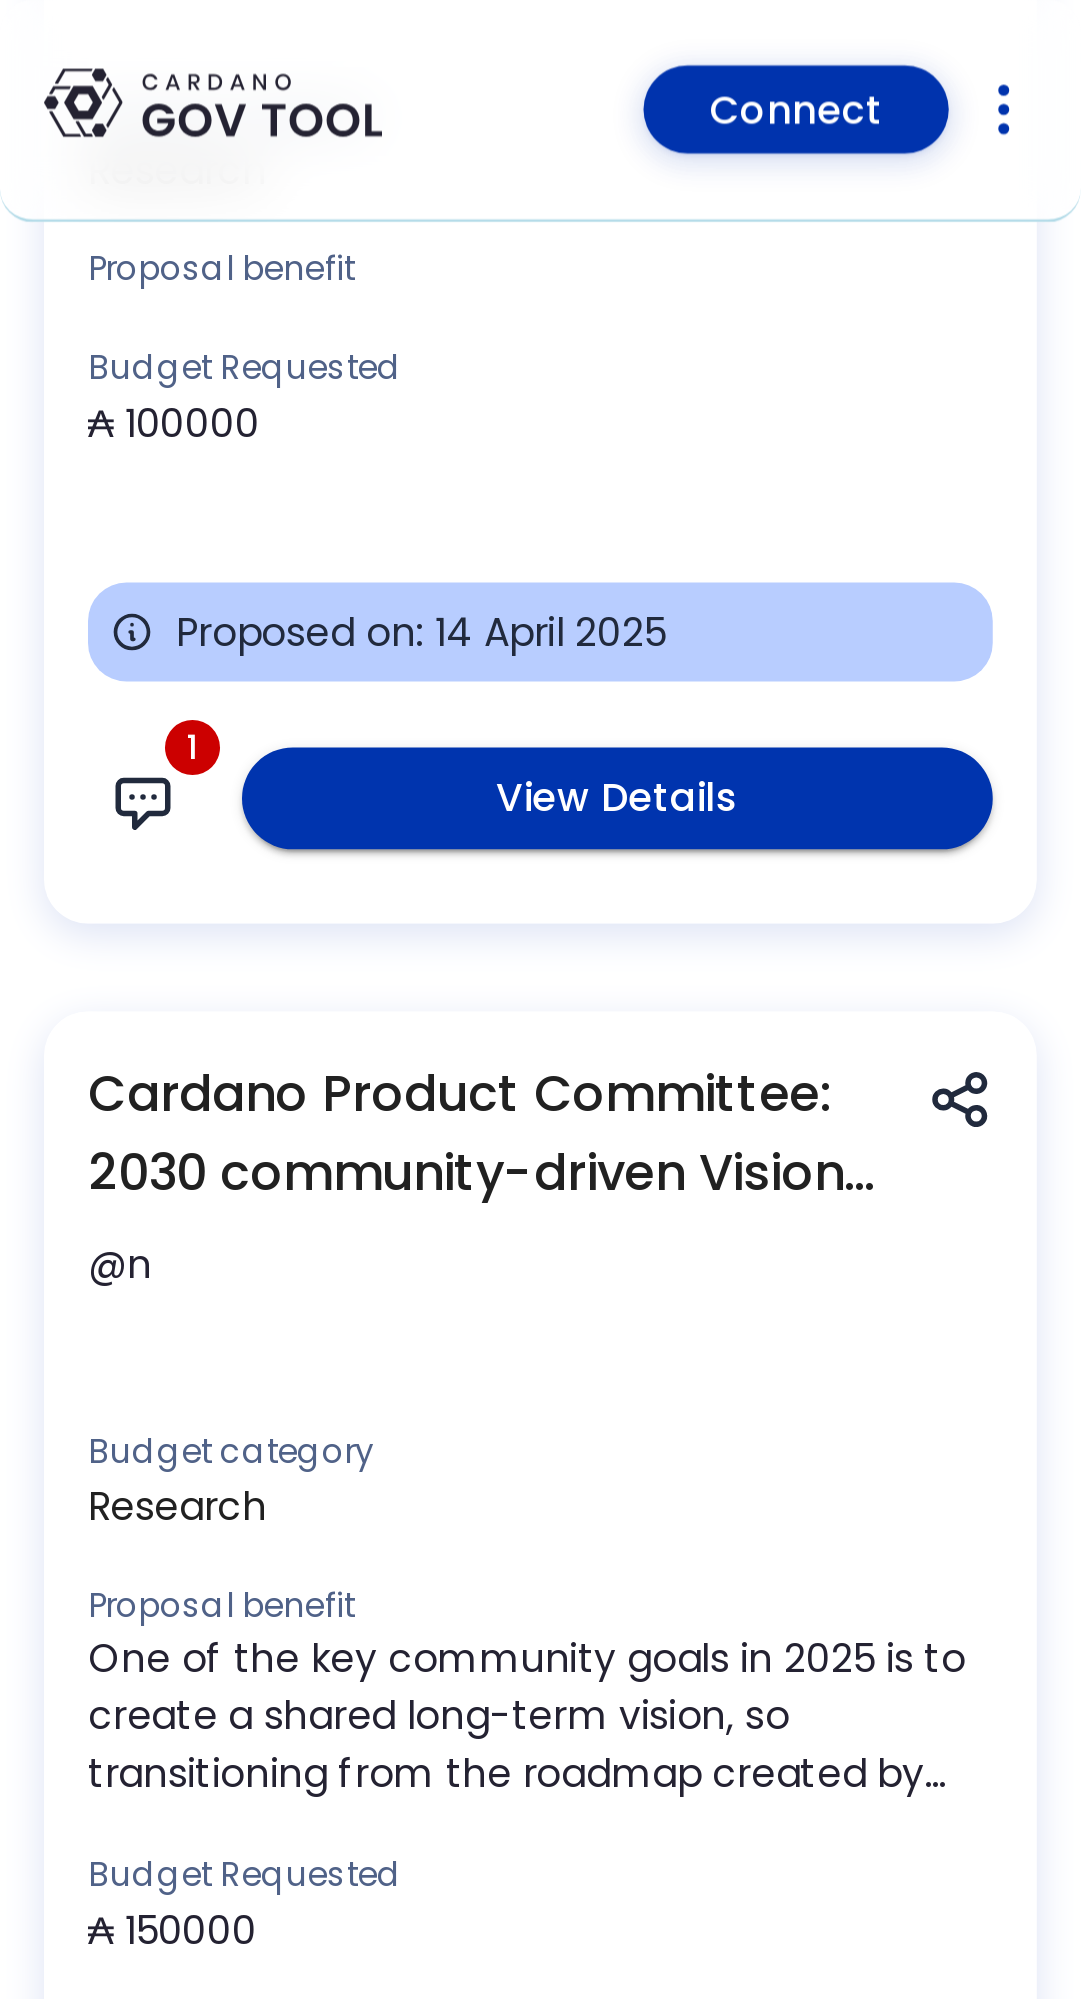 CARDANO
GOV TOOL
Connect
Research
Proposal benefit
Budget Requested
₳ 100000
Proposed on: 14 April 2025
1
View Details
Cardano Product Committee:
2030 community-driven Vision...
@n
Budget category
Research
Proposal benefit
One of the key community goals in 2025 is to
create a shared long-term vision, so
transitioning from the roadmap created by...
Budget Requested
₳ 150000